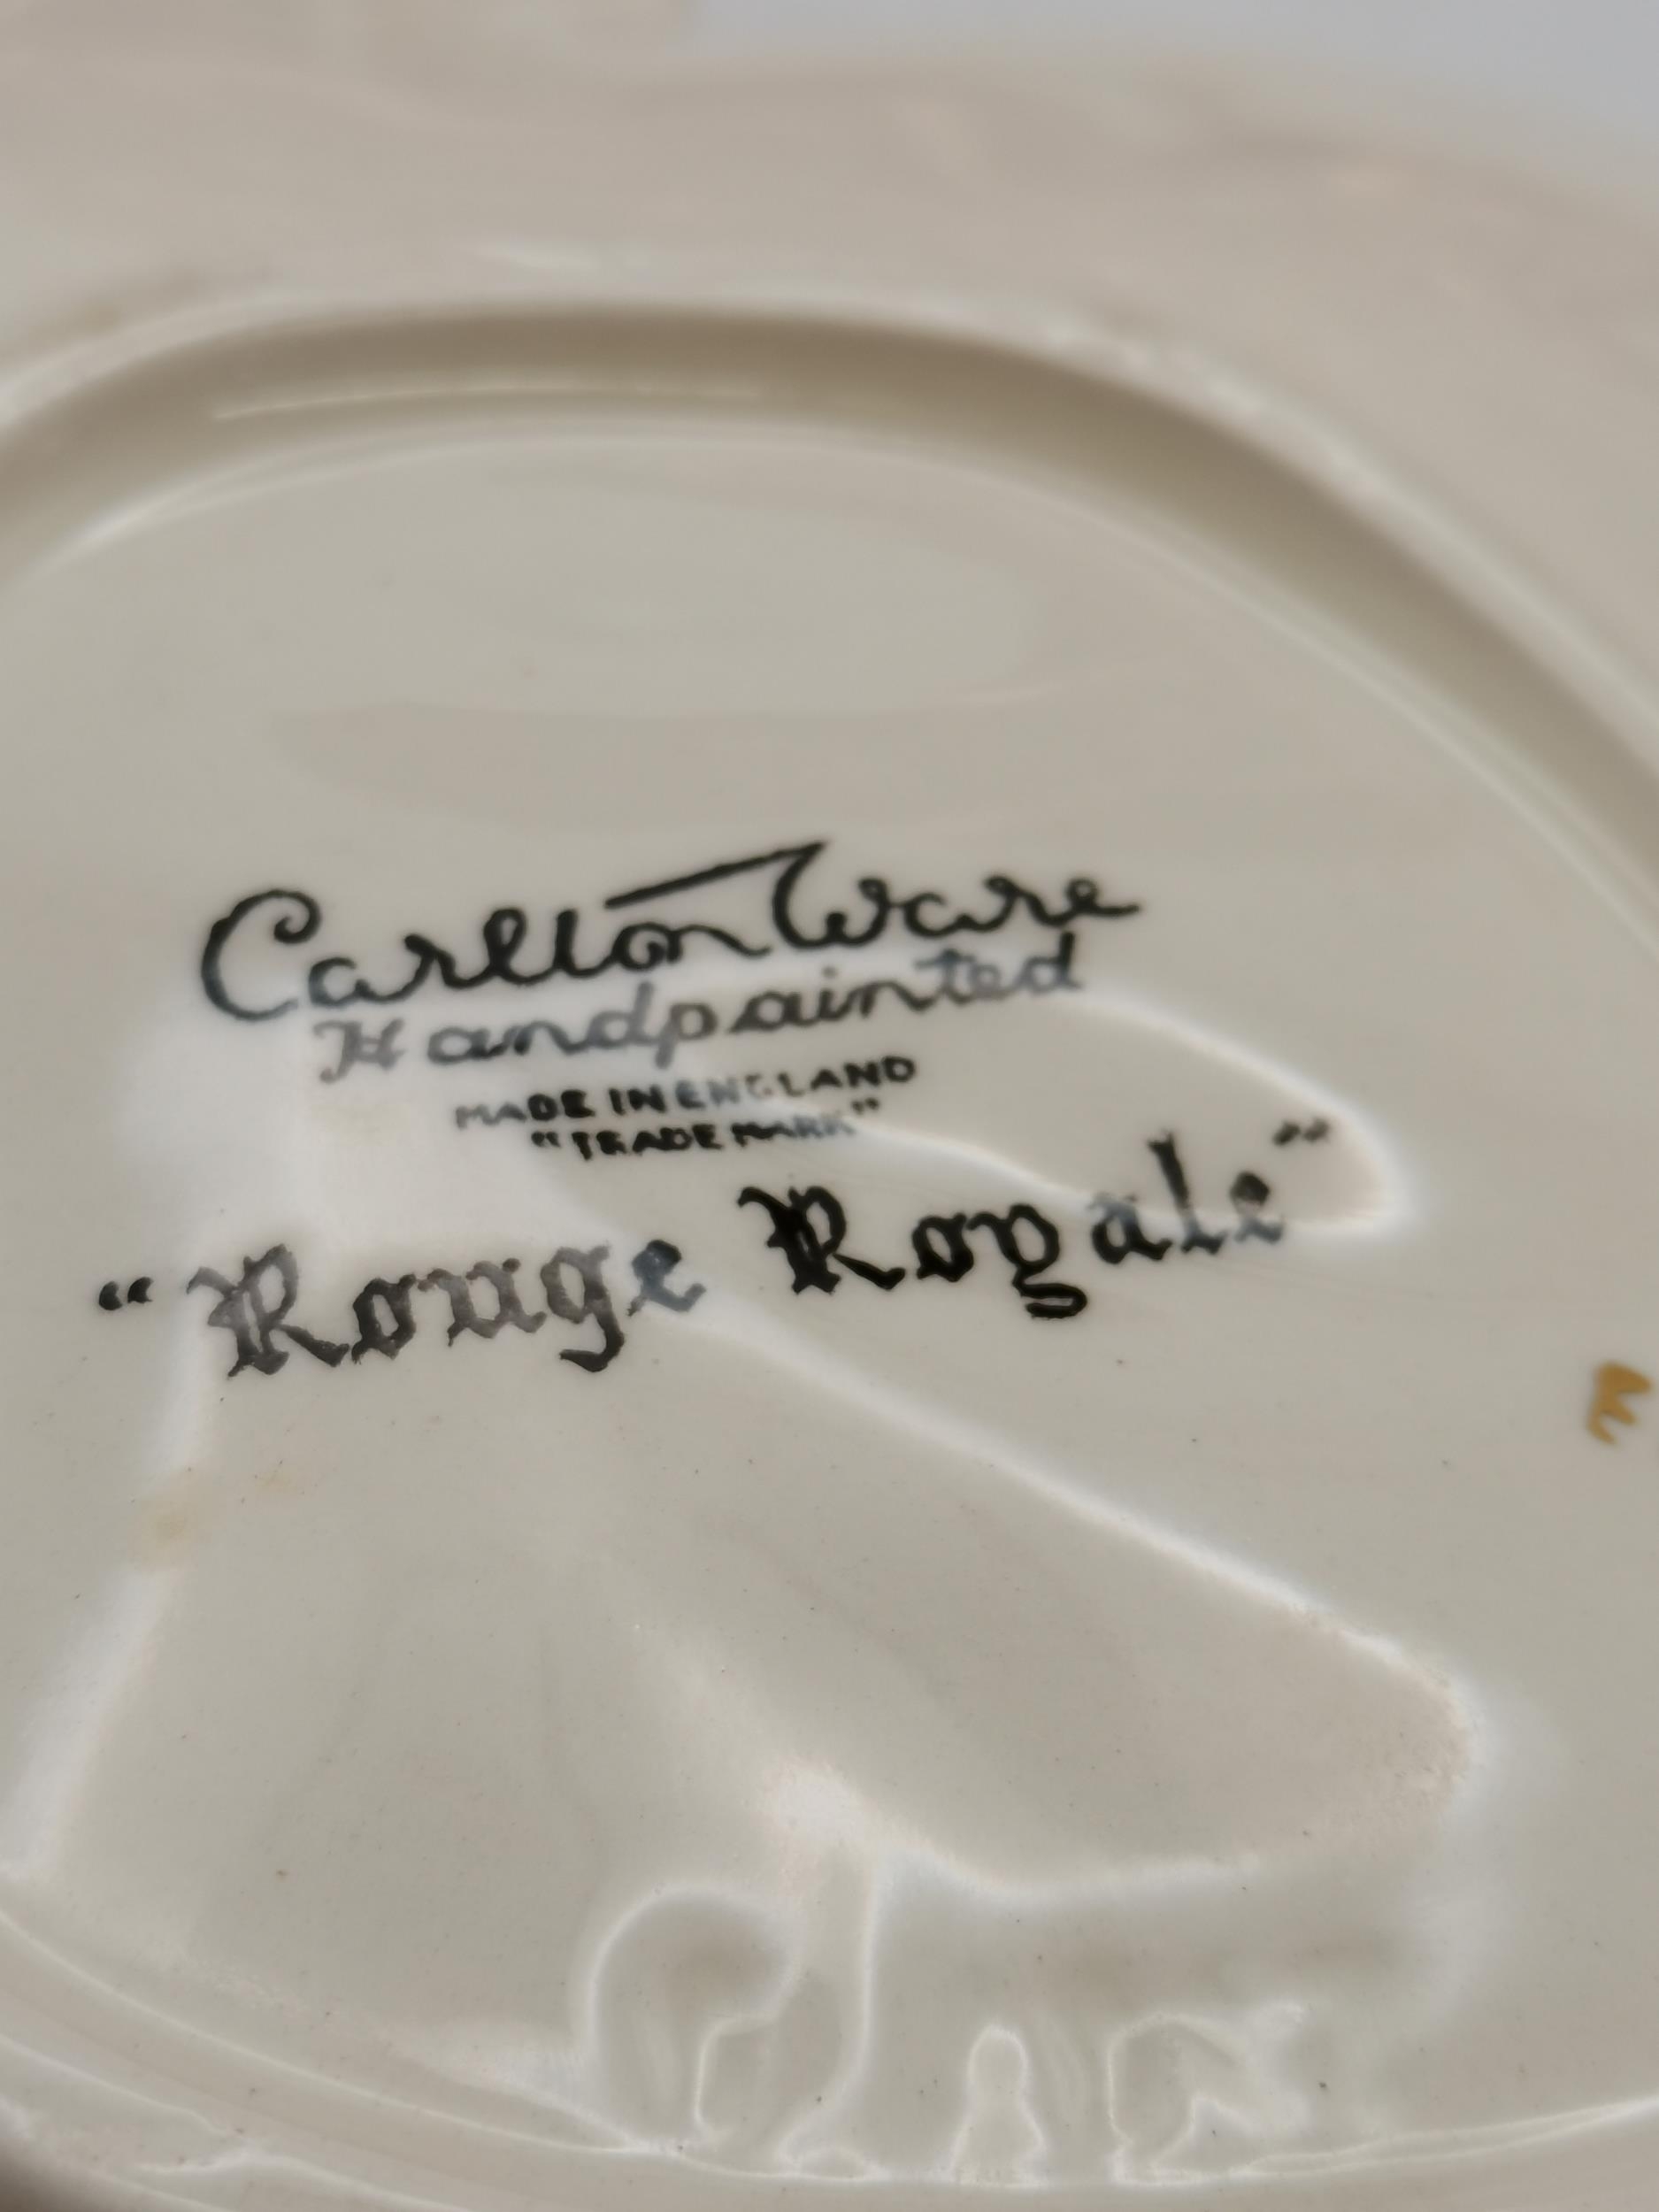 Carlton Ware
Handpainted
MADE IN ENGLAND
"TRADE MARK"
"Rouge Royale"